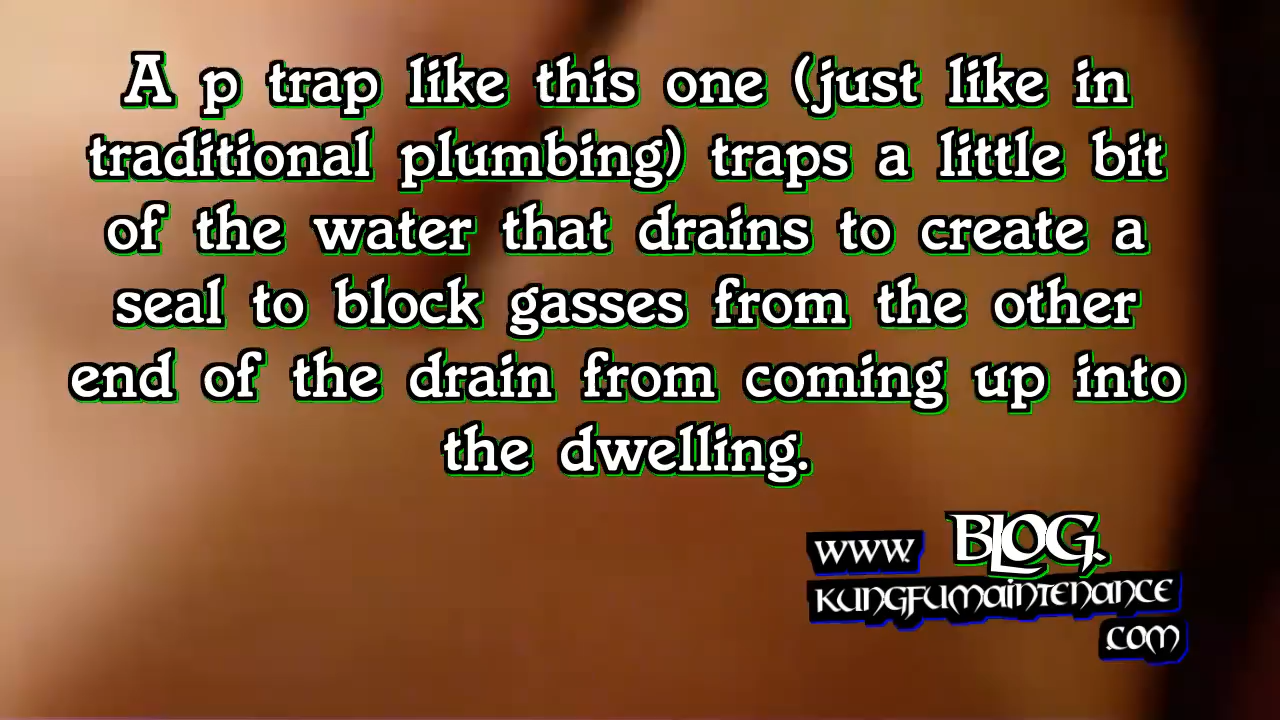 A p trap like this one (just like in
traditional plumbing) traps a little bit
of the water that drains to create a
seal to block gasses from the other
end of the drain from coming up into
the dwelling.
www. BLOG.
KUNGFUMAINTENANCE
.COM